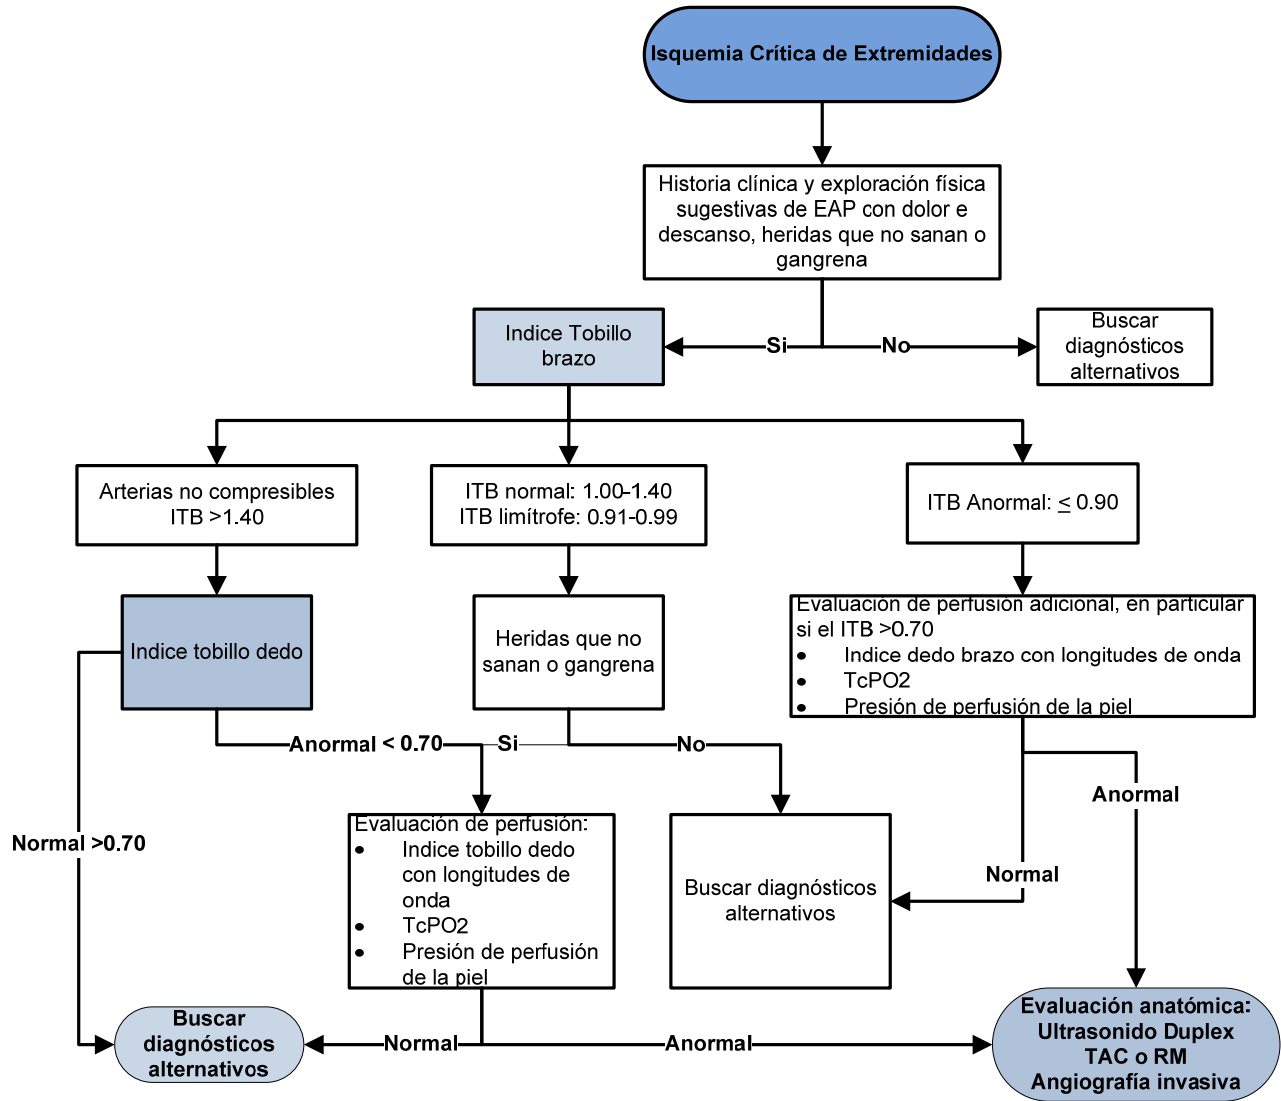 Isquemia Crítica de Extremidades
Historia clínica y exploración física
sugestivas de EAP con dolor e
descanso, heridas que no sanan o
gangrena
Indice Tobillo
brazo
Si
No
Buscar
diagnósticos
alternativos
Arterias no compresibles
ITB >1.40
ITB normal: 1.00-1.40
ITB limítrofe: 0.91-0.99
ITB Anormal: ≤ 0.90
Indice tobillo dedo
Heridas que no
sanan o gangrena
Evaluación de perfusión adicional, en particular
si el ITB >0.70
• Indice dedo brazo con longitudes de onda
• TcPO2
• Presión de perfusión de la piel
Anormal < 0.70
Si
No
Anormal
Normal >0.70
Evaluación de perfusión:
• Indice tobillo dedo
con longitudes de
onda
• TcPO2
• Presión de perfusión
de la piel
Buscar diagnósticos
alternativos
Normal
Buscar
diagnósticos
alternativos
Normal
Anormal
Evaluación anatómica:
Ultrasonido Duplex
TAC o RM
Angiografía invasiva